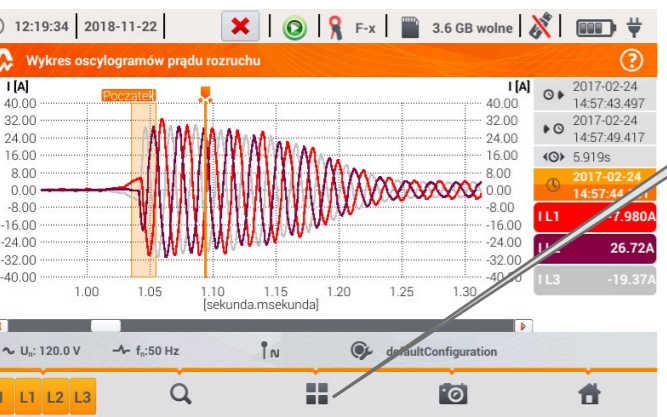 12:19:34 2018-11-22 F-x 3.6 GB wolne
Wykres oscylogramów prądu rozruchu ?
I [A] I [A]
Początek
40.00 40.00
32.00 32.00
24.00 24.00
16.00 16.00
8.00 8.00
0.00 0.00
-8.00 -8.00
-16.00 -16.00
-24.00 -24.00
-32.00 -32.00
-40.00
1.00 1.05 1.10 1.15 1.20 1.25 1.30
[sekunda.msekunda]
2017-02-24
14:57:43.497
2017-02-24
14:57:49.417
5.919s
2017-02-24
I L1 -7.980A
26.72A
I L3 -19.37A
Uₙ: 120.0 V fₙ:50 Hz N defaultConfiguration
L1 L2 L3